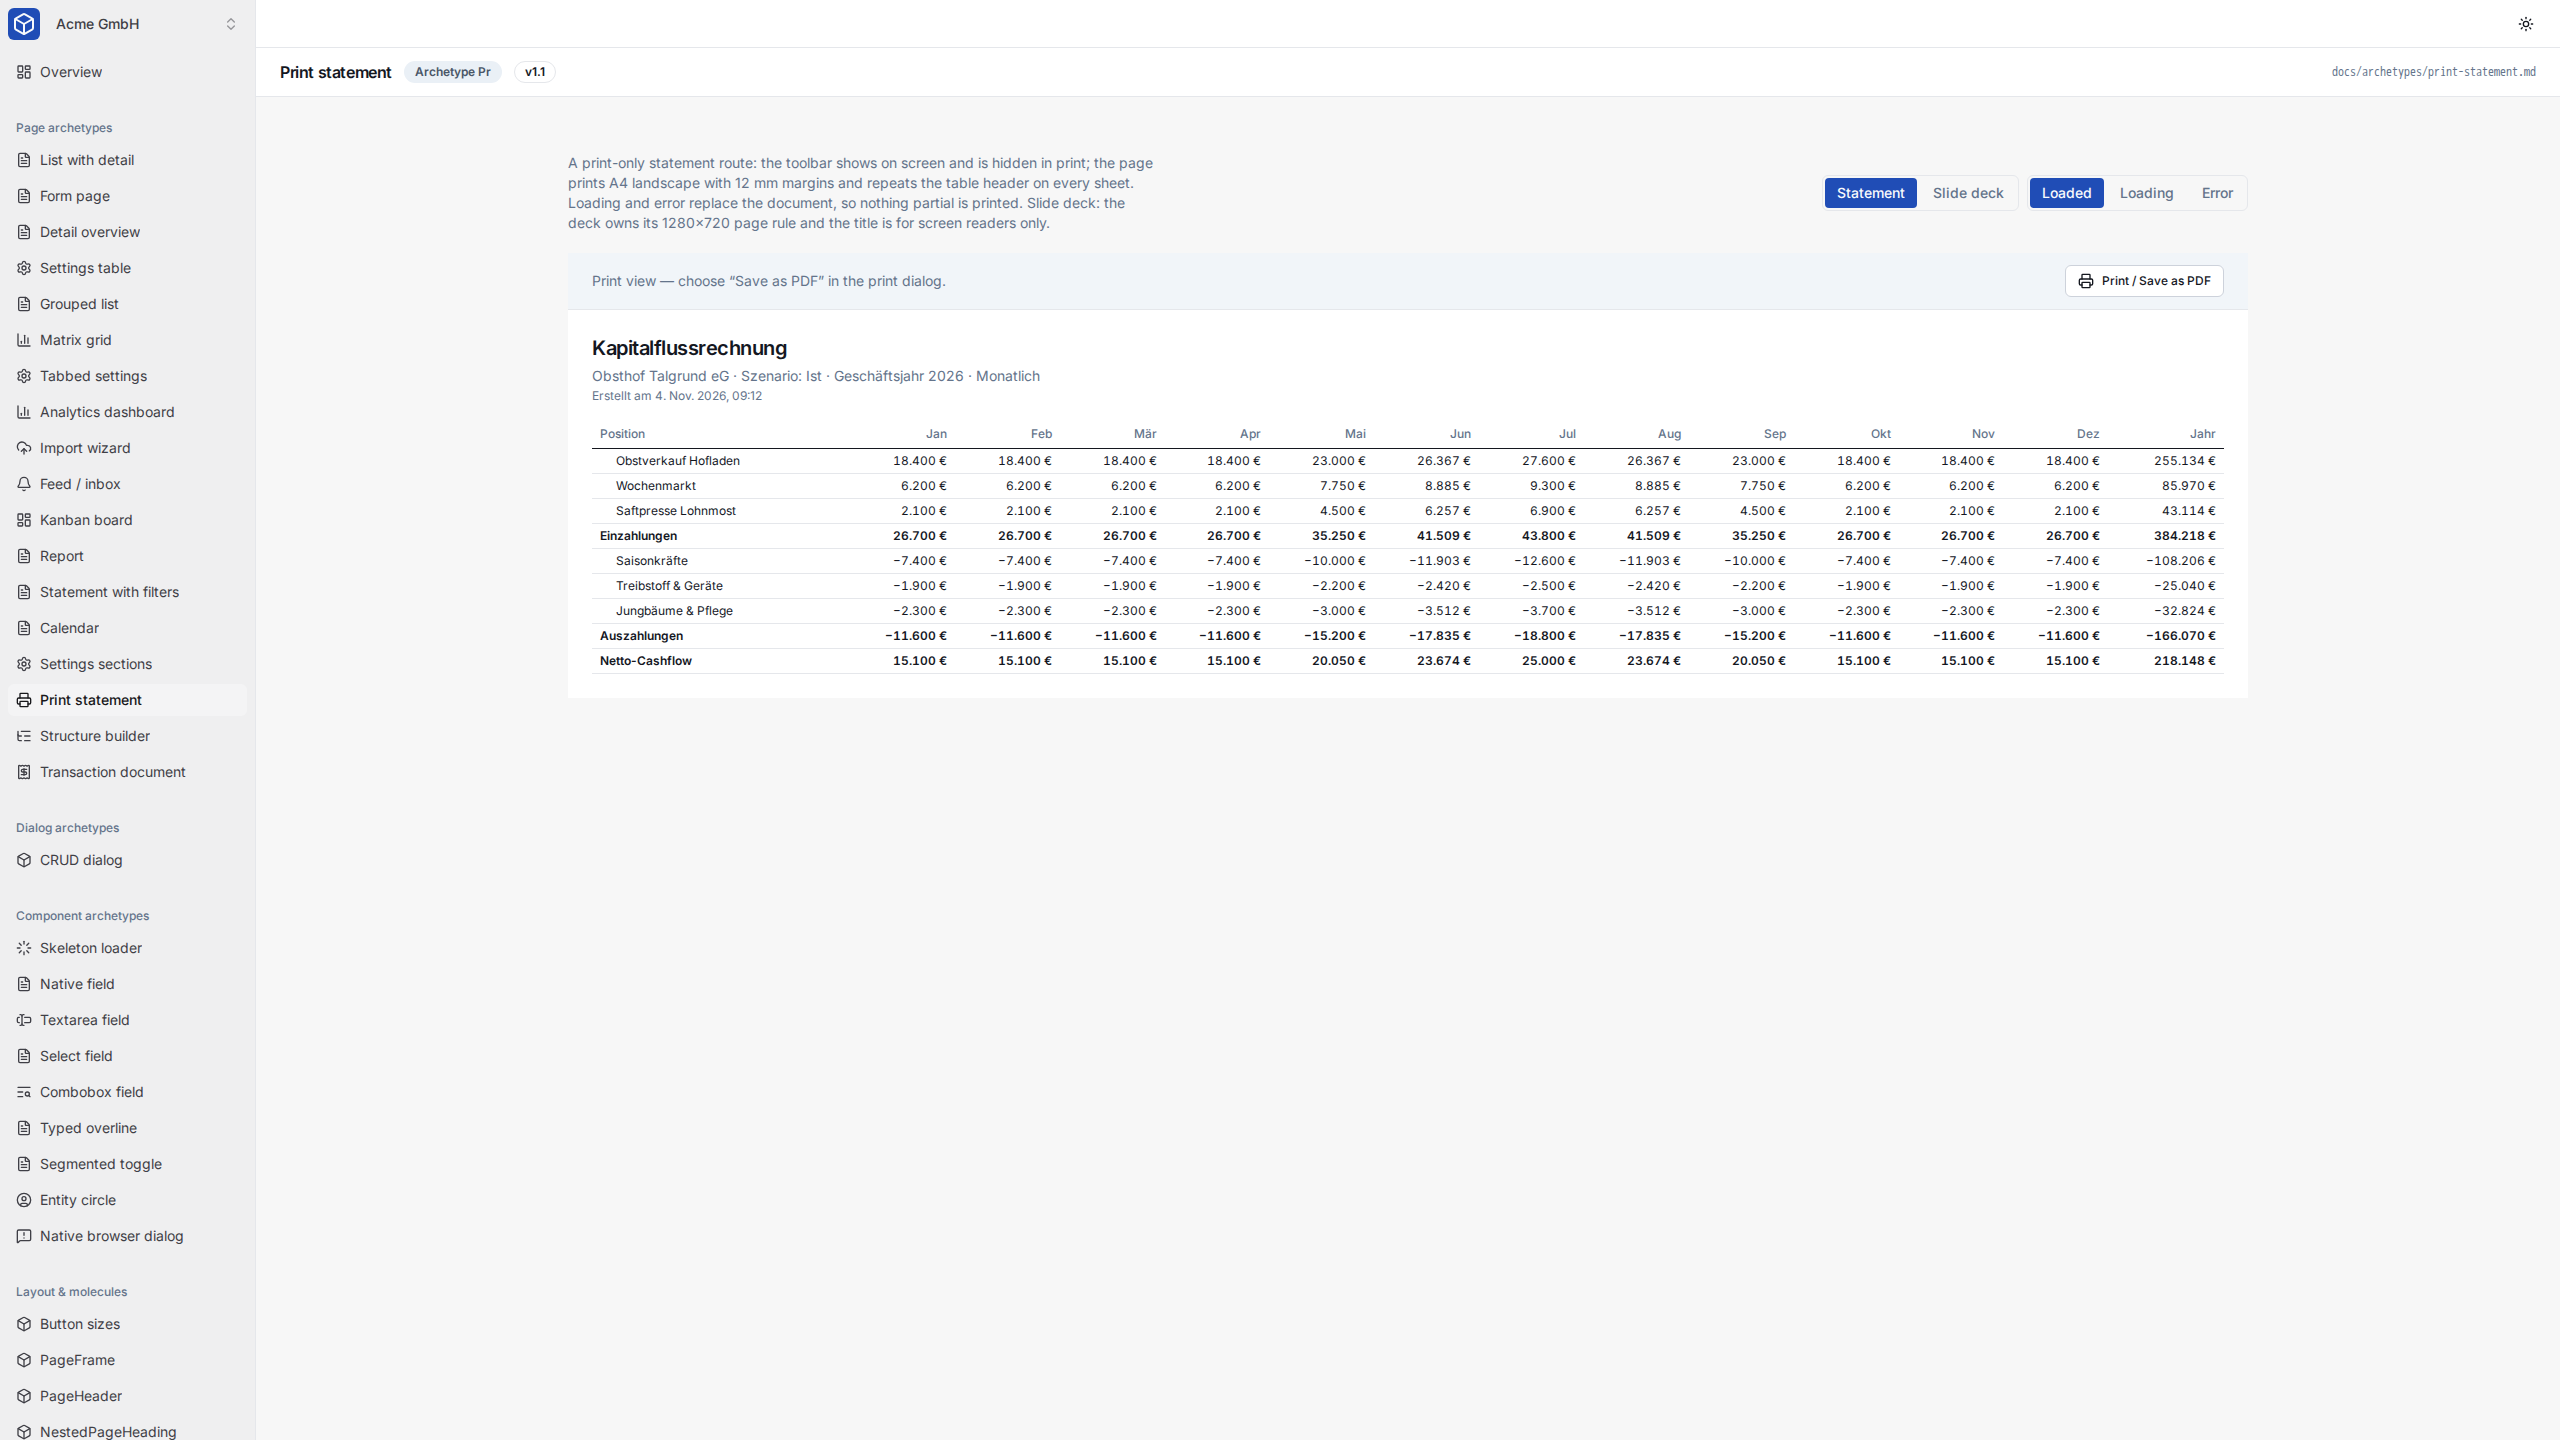 Acme GmbH
Overview
Page archetypes
List with detail
Form page
Detail overview
Settings table
Grouped list
Matrix grid
Tabbed settings
Analytics dashboard
Import wizard
Feed / inbox
Kanban board
Report
Statement with filters
Calendar
Settings sections
Print statement
Structure builder
Transaction document
Dialog archetypes
CRUD dialog
Component archetypes
Skeleton loader
Native field
Textarea field
Select field
Combobox field
Typed overline
Segmented toggle
Entity circle
Native browser dialog
Layout & molecules
Button sizes
PageFrame
PageHeader
NestedPageHeading
Print statement Archetype Pr v1.1 docs/archetypes/print-statement.md
A print-only statement route: the toolbar shows on screen and is hidden in print; the page
prints A4 landscape with 12 mm margins and repeats the table header on every sheet.
Loading and error replace the document, so nothing partial is printed. Slide deck: the
deck owns its 1280×720 page rule and the title is for screen readers only.
Statement Slide deck Loaded Loading Error
Print view — choose “Save as PDF” in the print dialog. Print / Save as PDF
Kapitalflussrechnung
Obsthof Talgrund eG · Szenario: Ist · Geschäftsjahr 2026 · Monatlich
Erstellt am 4. Nov. 2026, 09:12
Position Jan Feb Mär Apr Mai Jun Jul Aug Sep Okt Nov Dez Jahr
Obstverkauf Hofladen 18.400 € 18.400 € 18.400 € 18.400 € 23.000 € 26.367 € 27.600 € 26.367 € 23.000 € 18.400 € 18.400 € 18.400 € 255.134 €
Wochenmarkt 6.200 € 6.200 € 6.200 € 6.200 € 7.750 € 8.885 € 9.300 € 8.885 € 7.750 € 6.200 € 6.200 € 6.200 € 85.970 €
Saftpresse Lohnmost 2.100 € 2.100 € 2.100 € 2.100 € 4.500 € 6.257 € 6.900 € 6.257 € 4.500 € 2.100 € 2.100 € 2.100 € 43.114 €
Einzahlungen 26.700 € 26.700 € 26.700 € 26.700 € 35.250 € 41.509 € 43.800 € 41.509 € 35.250 € 26.700 € 26.700 € 26.700 € 384.218 €
Saisonkräfte −7.400 € −7.400 € −7.400 € −7.400 € −10.000 € −11.903 € −12.600 € −11.903 € −10.000 € −7.400 € −7.400 € −7.400 € −108.206 €
Treibstoff & Geräte −1.900 € −1.900 € −1.900 € −1.900 € −2.200 € −2.420 € −2.500 € −2.420 € −2.200 € −1.900 € −1.900 € −1.900 € −25.040 €
Jungbäume & Pflege −2.300 € −2.300 € −2.300 € −2.300 € −3.000 € −3.512 € −3.700 € −3.512 € −3.000 € −2.300 € −2.300 € −2.300 € −32.824 €
Auszahlungen −11.600 € −11.600 € −11.600 € −11.600 € −15.200 € −17.835 € −18.800 € −17.835 € −15.200 € −11.600 € −11.600 € −11.600 € −166.070 €
Netto-Cashflow 15.100 € 15.100 € 15.100 € 15.100 € 20.050 € 23.674 € 25.000 € 23.674 € 20.050 € 15.100 € 15.100 € 15.100 € 218.148 €